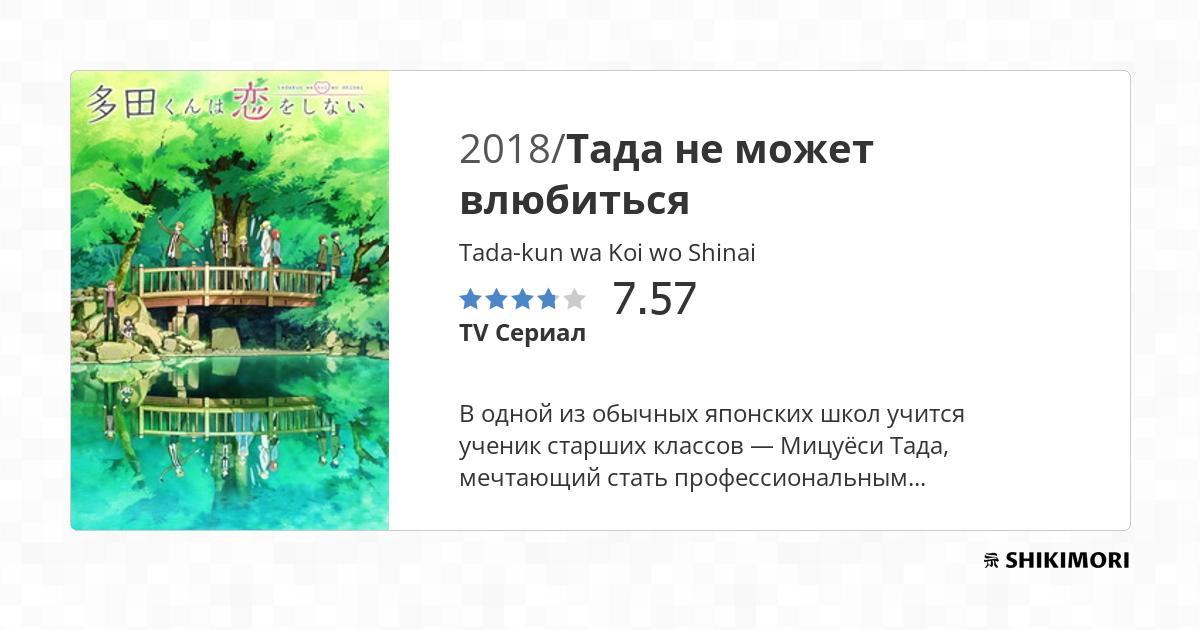 tada-kun wa koi wo shinai
多田くんは恋をしない
2018/Тада не может
влюбиться
Tada-kun wa Koi wo Shinai
7.57
TV Сериал
В одной из обычных японских школ учится
ученик старших классов — Мицуёси Тада,
мечтающий стать профессиональным...
SHIKIMORI